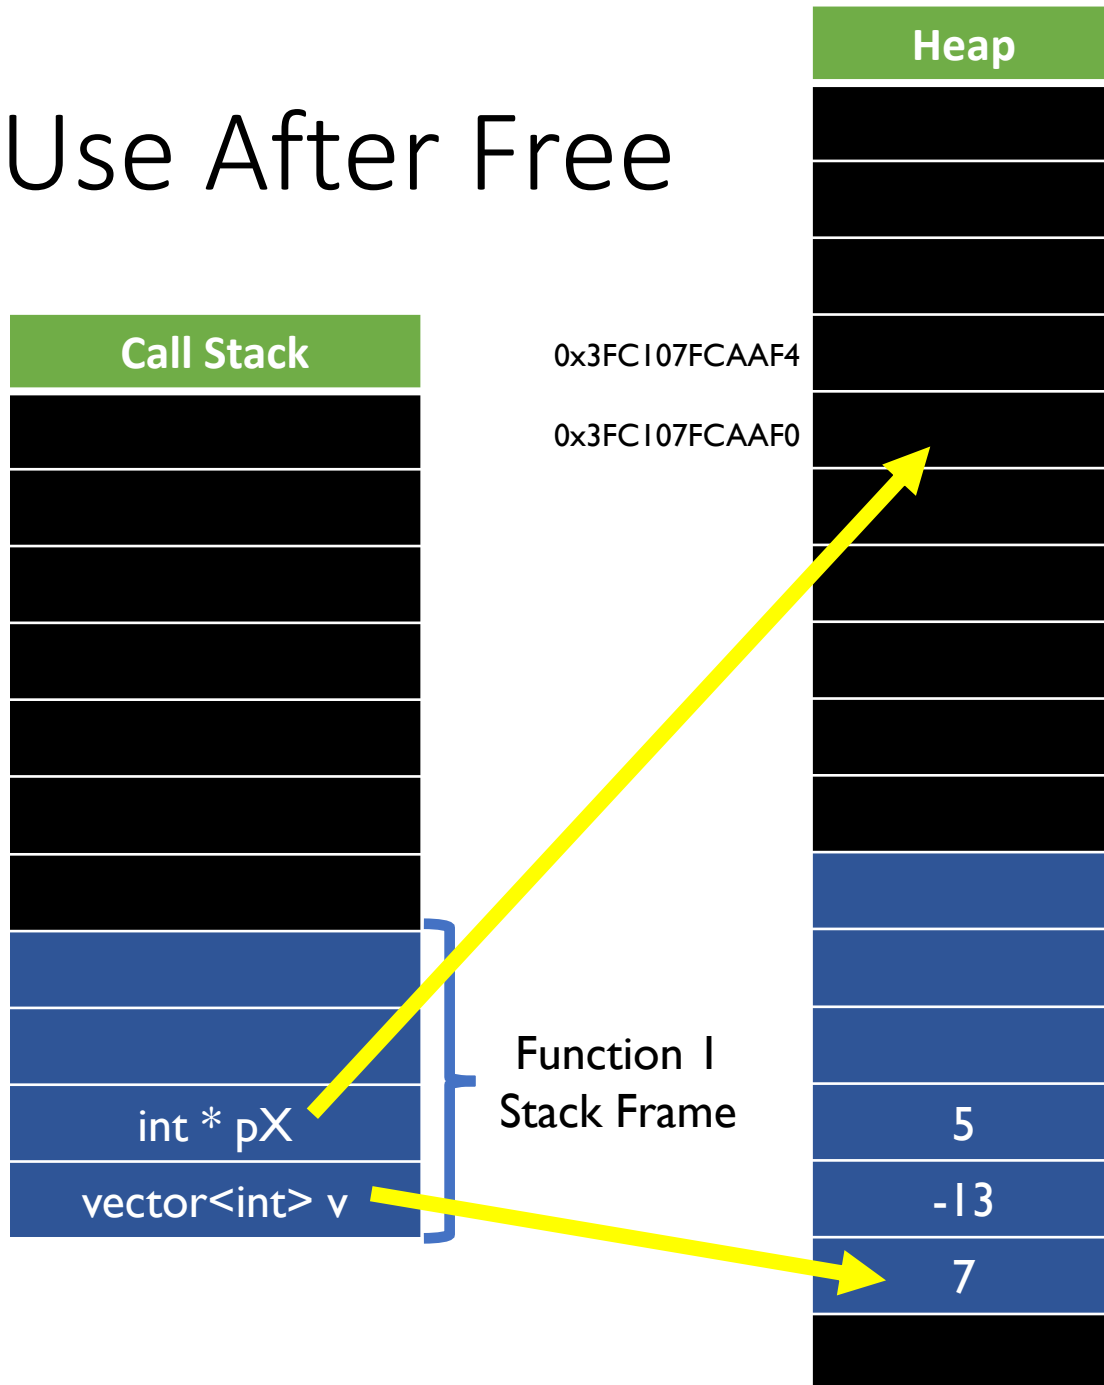 Use After Free
Call Stack
int * pX
vector<int> v
Function 1
Stack Frame
Heap
0x3FC107FCAAF4
0x3FC107FCAAF0
5
-13
7